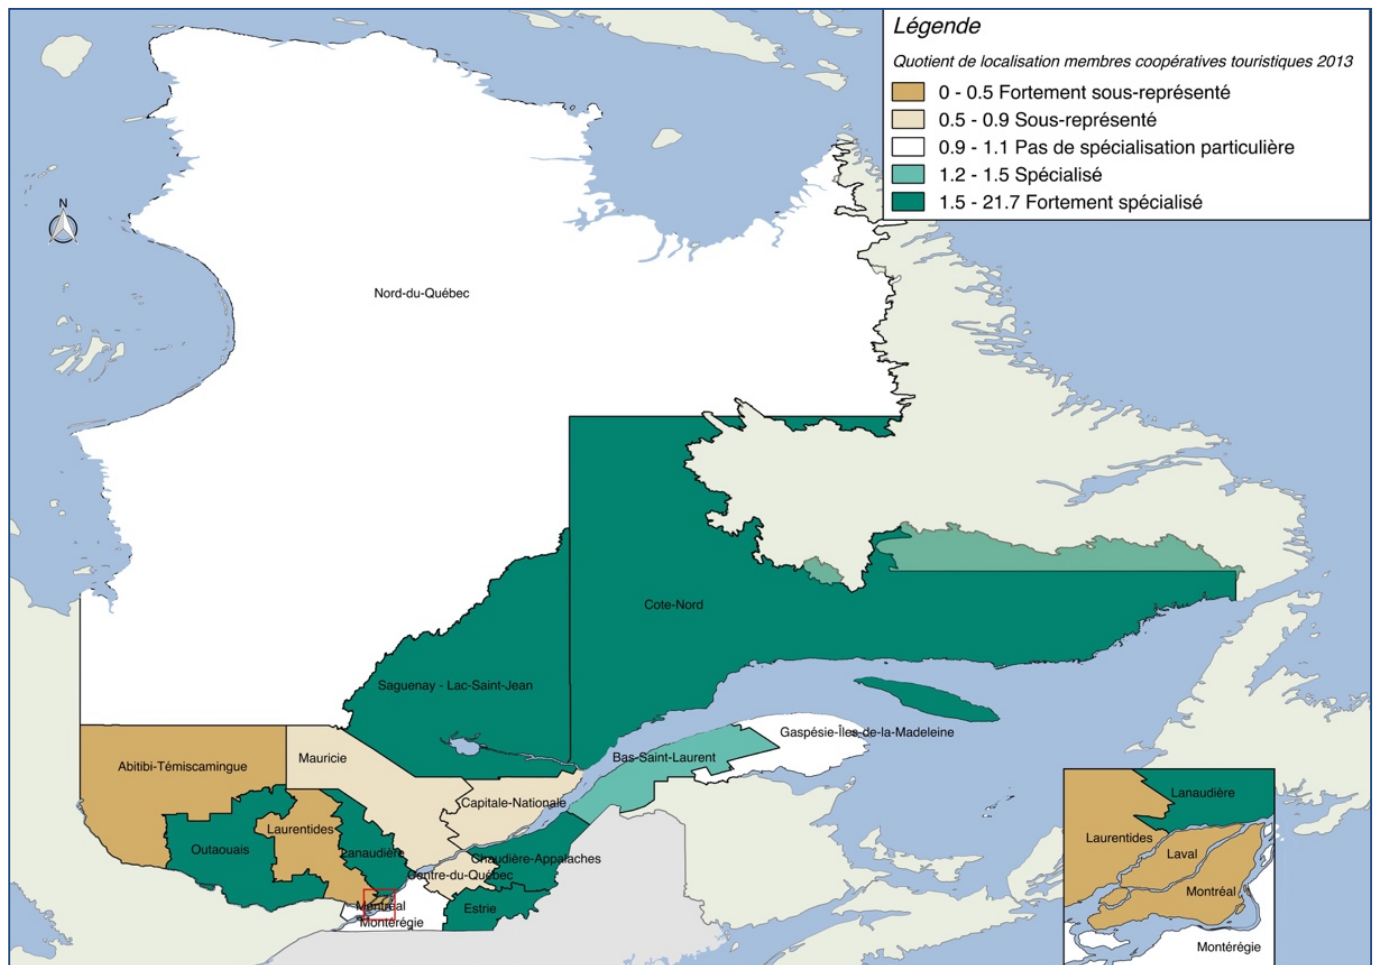 Légende
Quotient de localisation membres coopératives touristiques 2013
0 - 0.5 Fortement sous-représenté
0.5 - 0.9 Sous-représenté
0.9 - 1.1 Pas de spécialisation particulière
1.2 - 1.5 Spécialisé
1.5 - 21.7 Fortement spécialisé
N
Nord-du-Québec
Cote-Nord
Saguenay - Lac-Saint-Jean
Gaspésie-Îles-de-la-Madeleine
Bas-Saint-Laurent
Mauricie
Abitibi-Témiscamingue
Capitale-Nationale
Laurentides
Outaouais
Lanaudière
Chaudière-Appalaches
Centre-du-Québec
Montréal
Estrie
Montérégie
Lanaudière
Laurentides
Laval
Montréal
Montérégie